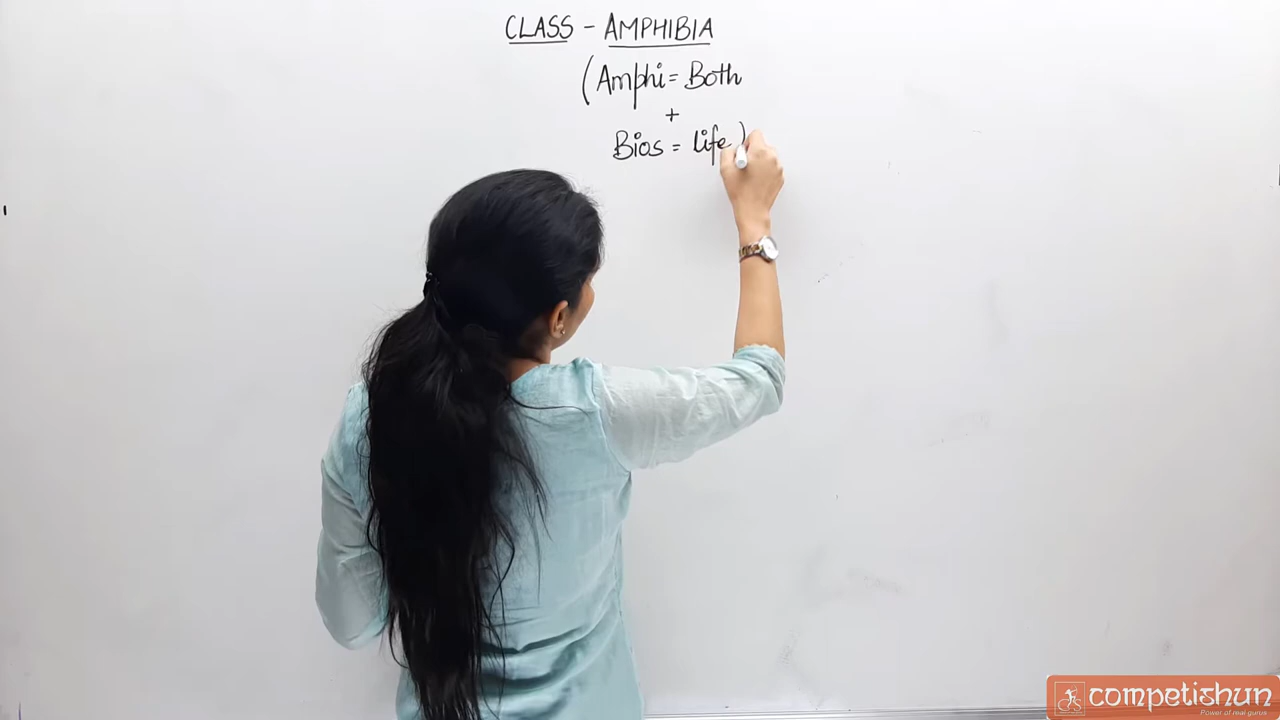 CLASS - AMPHIBIA
(Amphi = Both
+
Bios = life)
competishun
Power of real gurus